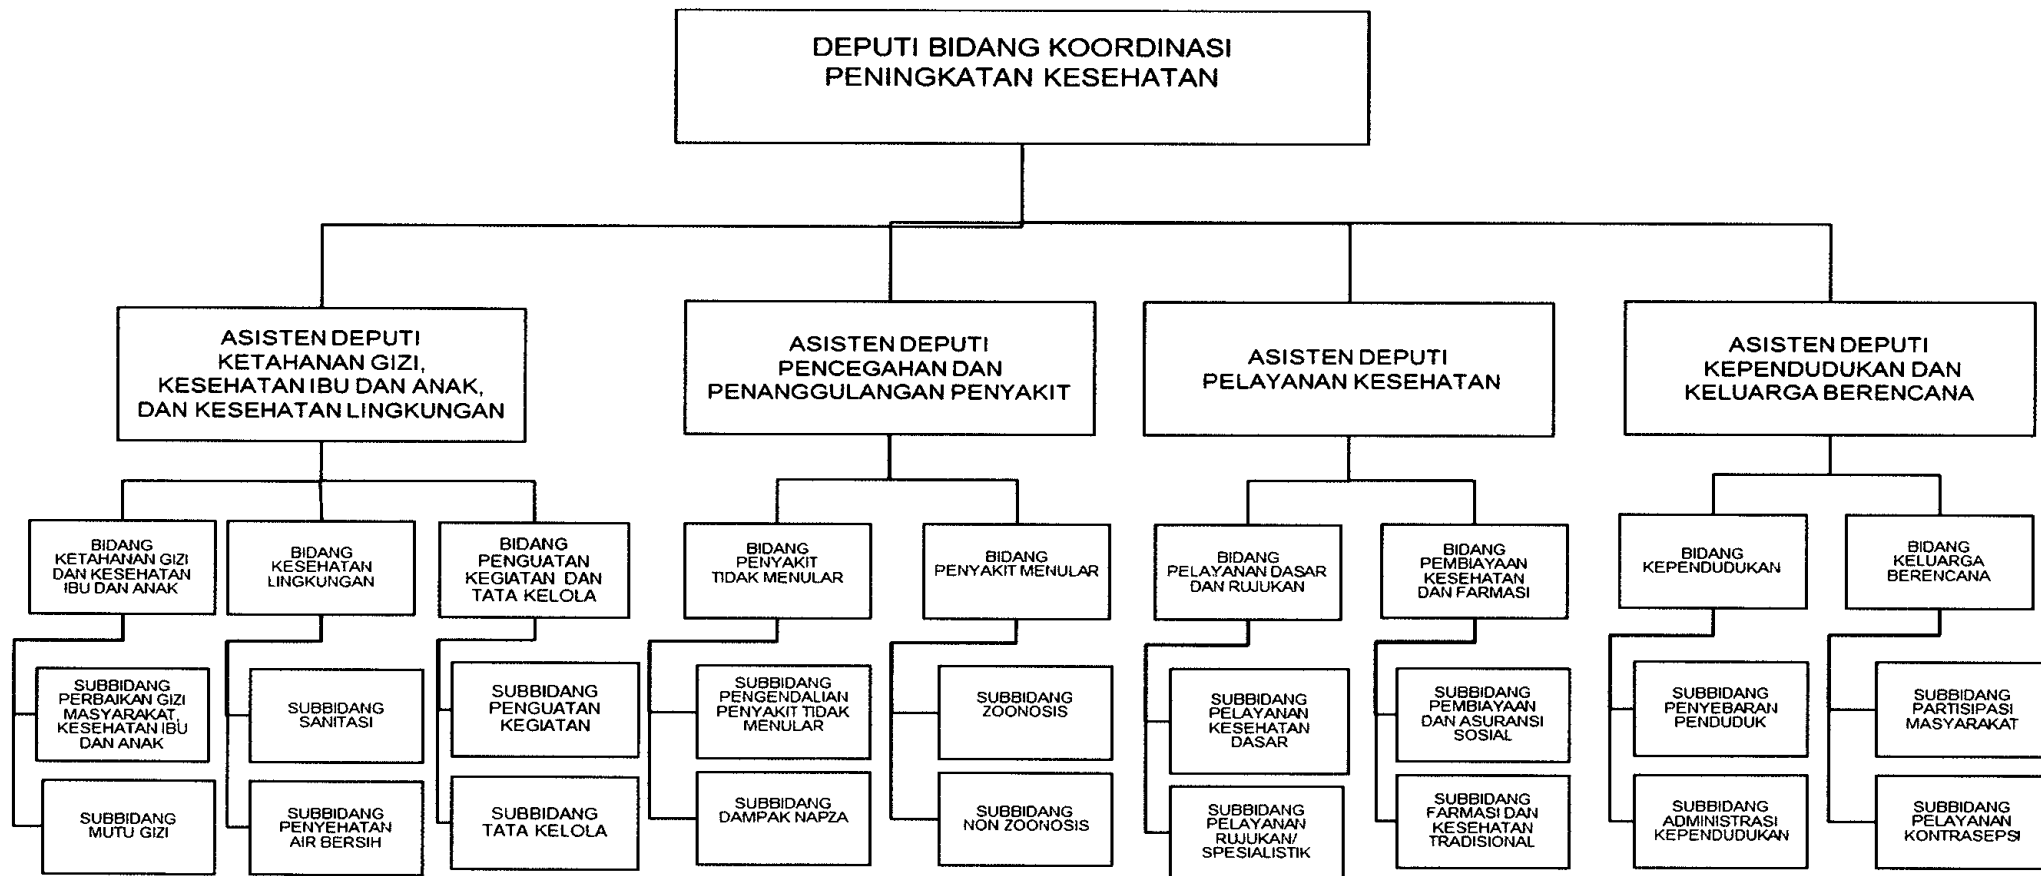 DEPUTI BIDANG KOORDINASI
PENINGKATAN KESEHATAN
ASISTEN DEPUTI
KETAHANAN GIZI,
KESEHATAN IBU DAN ANAK,
DAN KESEHATAN LINGKUNGAN
ASISTEN DEPUTI
PENCEGAHAN DAN
PENANGGULANGAN PENYAKIT
ASISTEN DEPUTI
PELAYANAN KESEHATAN
ASISTEN DEPUTI
KEPENDUDUKAN DAN
KELUARGA BERENCANA
BIDANG
KETAHANAN GIZI
DAN KESEHATAN
IBU DAN ANAK
BIDANG
KESEHATAN
LINGKUNGAN
BIDANG
PENGUATAN
KEGIATAN DAN
TATA KELOLA
BIDANG
PENYAKIT
TIDAK MENULAR
BIDANG
PENYAKIT MENULAR
BIDANG
PELAYANAN DASAR
DAN RUJUKAN
BIDANG
PEMBIAYAAN
KESEHATAN
DAN FARMASI
BIDANG
KEPENDUDUKAN
BIDANG
KELUARGA
BERENCANA
SUBBIDANG
PERBAIKAN GIZI
MASYARAKAT,
KESEHATAN IBU
DAN ANAK
SUBBIDANG
SANITASI
SUBBIDANG
PENGUATAN
KEGIATAN
SUBBIDANG
PENGENDALIAN
PENYAKIT TIDAK
MENULAR
SUBBIDANG
ZOONOSIS
SUBBIDANG
PELAYANAN
KESEHATAN
DASAR
SUBBIDANG
PEMBIAYAAN
DAN ASURANSI
SOSIAL
SUBBIDANG
PENYEBARAN
PENDUDUK
SUBBIDANG
PARTISIPASI
MASYARAKAT
SUBBIDANG
MUTU GIZI
SUBBIDANG
PENYEHATAN
AIR BERSIH
SUBBIDANG
TATA KELOLA
SUBBIDANG
DAMPAK NAPZA
SUBBIDANG
NON ZOONOSIS
SUBBIDANG
PELAYANAN
RUJUKAN/
SPESIALISTIK
SUBBIDANG
FARMASI DAN
KESEHATAN
TRADISIONAL
SUBBIDANG
ADMINISTRASI
KEPENDUDUKAN
SUBBIDANG
PELAYANAN
KONTRASEPSI